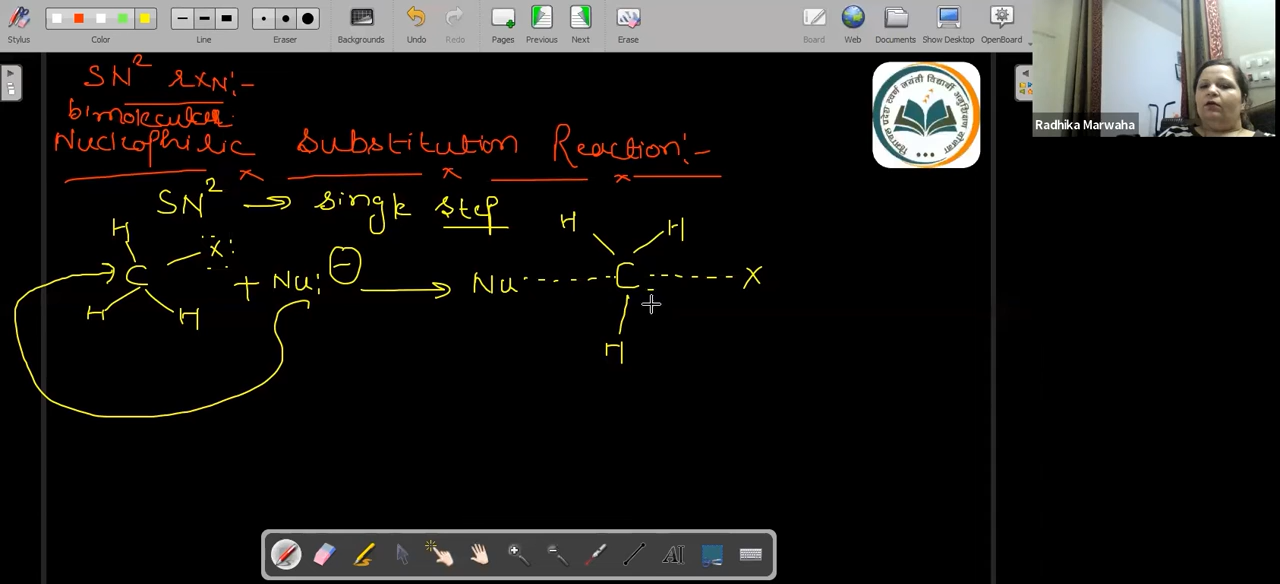 Stylus Color Line Eraser Backgrounds Undo Redo Pages Previous Next Erase Board Web Documents Show Desktop OpenBoard
SN² rxn:-
bimolecular
Nucleophilic Substitution Reaction:-
SN² → single step
H
C
X
H
H
+ Nu: ⊖ →
H
H
Nu ------ C ------ X
H
AI
Radhika Marwaha